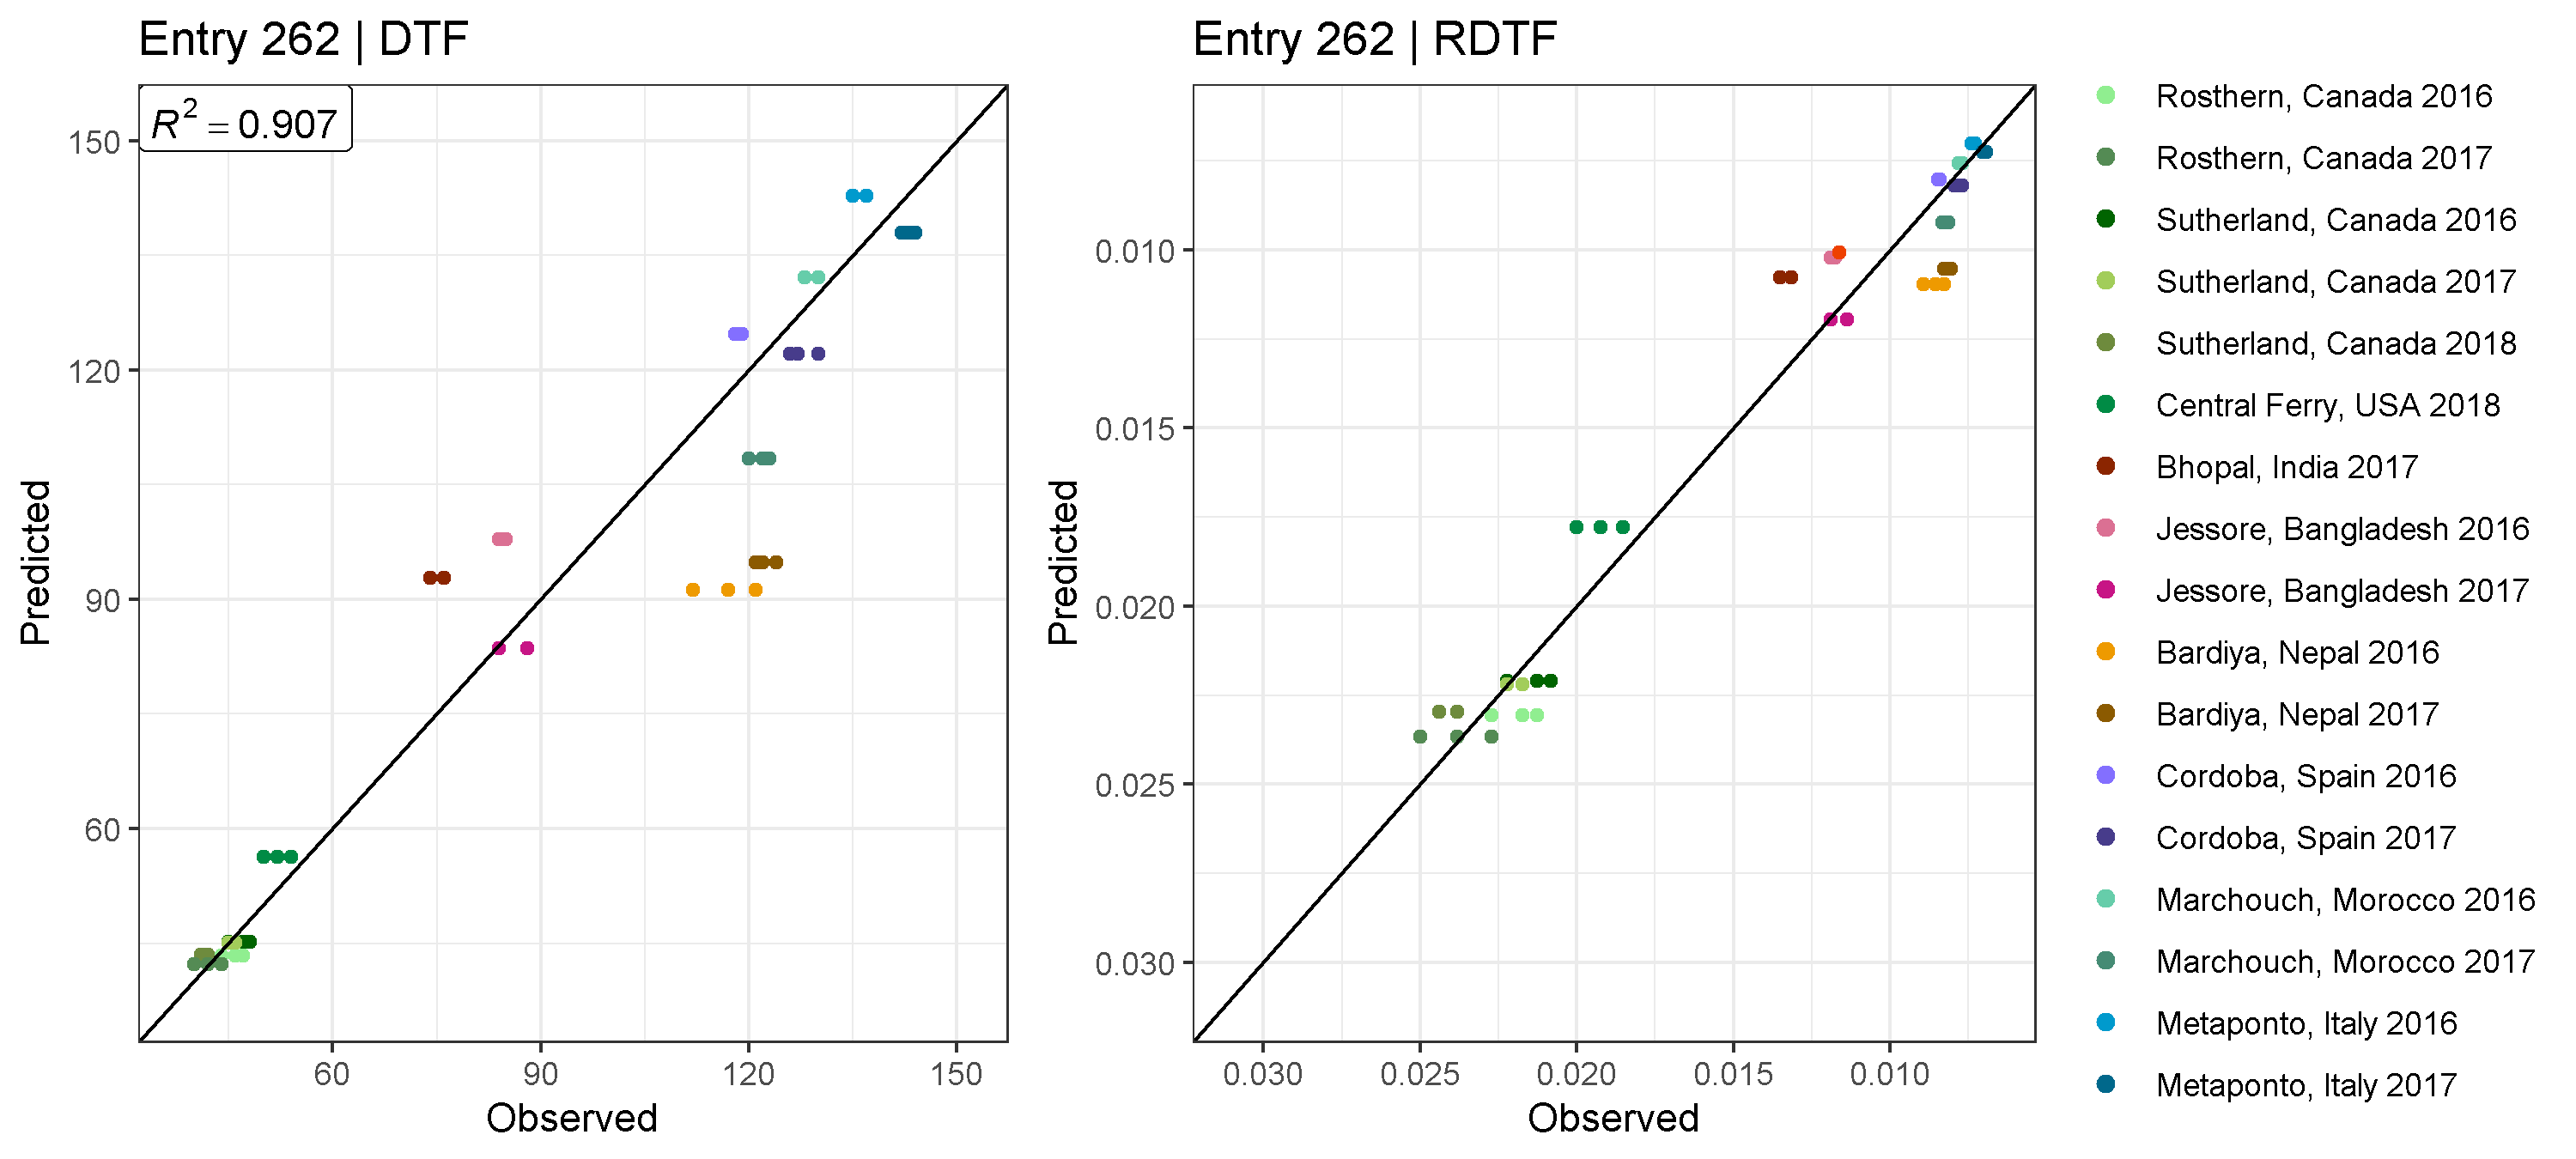 Entry 262 | DTF
R² = 0.907
150
120
90
60
Predicted
60 90 120 150
Observed
Entry 262 | RDTF
0.010
0.015
0.020
0.025
0.030
Predicted
0.030 0.025 0.020 0.015 0.010
Observed
Rosthern, Canada 2016
Rosthern, Canada 2017
Sutherland, Canada 2016
Sutherland, Canada 2017
Sutherland, Canada 2018
Central Ferry, USA 2018
Bhopal, India 2017
Jessore, Bangladesh 2016
Jessore, Bangladesh 2017
Bardiya, Nepal 2016
Bardiya, Nepal 2017
Cordoba, Spain 2016
Cordoba, Spain 2017
Marchouch, Morocco 2016
Marchouch, Morocco 2017
Metaponto, Italy 2016
Metaponto, Italy 2017